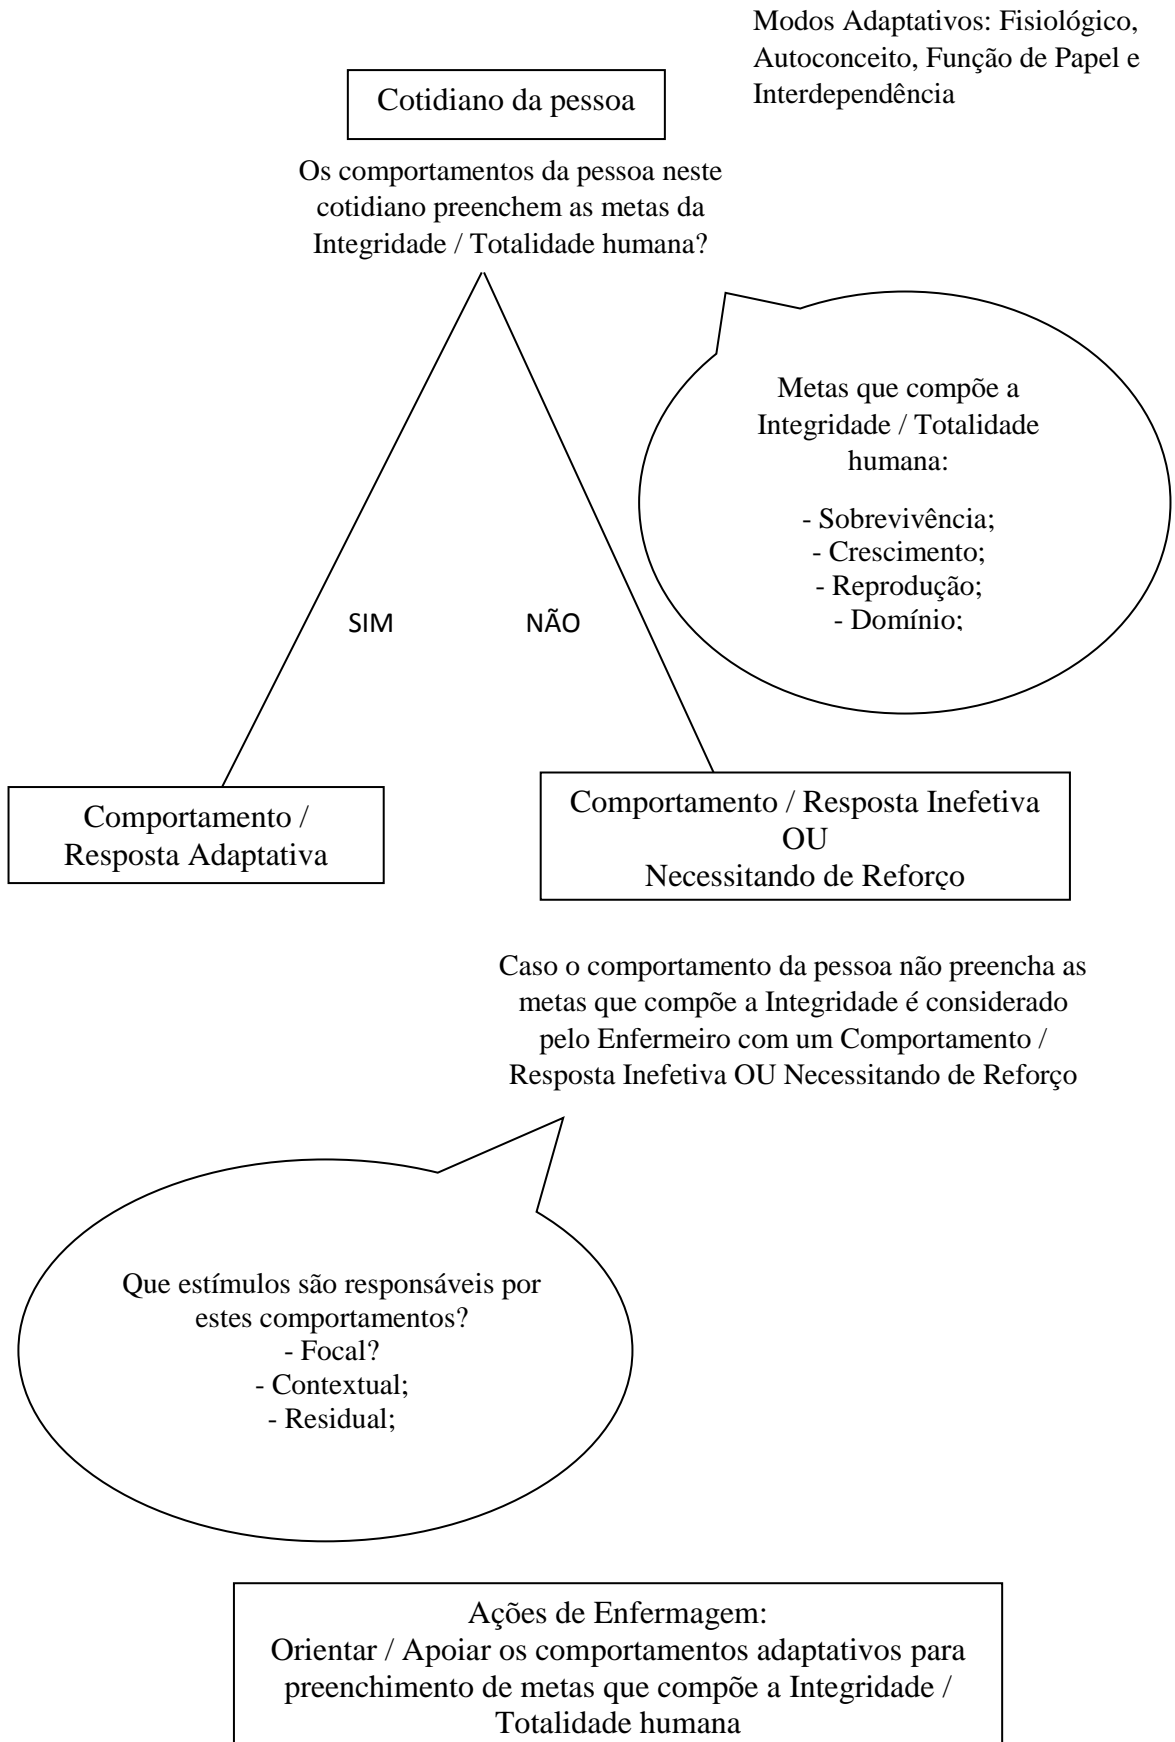 Modos Adaptativos: Fisiológico,
Autoconceito, Função de Papel e
Interdependência
Cotidiano da pessoa
Os comportamentos da pessoa neste
cotidiano preenchem as metas da
Integridade / Totalidade humana?
Metas que compõe a
Integridade / Totalidade
humana:
- Sobrevivência;
- Crescimento;
- Reprodução;
- Domínio;
SIM
NÃO
Comportamento /
Resposta Adaptativa
Comportamento / Resposta Inefetiva
OU
Necessitando de Reforço
Caso o comportamento da pessoa não preencha as
metas que compõe a Integridade é considerado
pelo Enfermeiro com um Comportamento /
Resposta Inefetiva OU Necessitando de Reforço
Que estímulos são responsáveis por
estes comportamentos?
- Focal?
- Contextual;
- Residual;
Ações de Enfermagem:
Orientar / Apoiar os comportamentos adaptativos para
preenchimento de metas que compõe a Integridade /
Totalidade humana